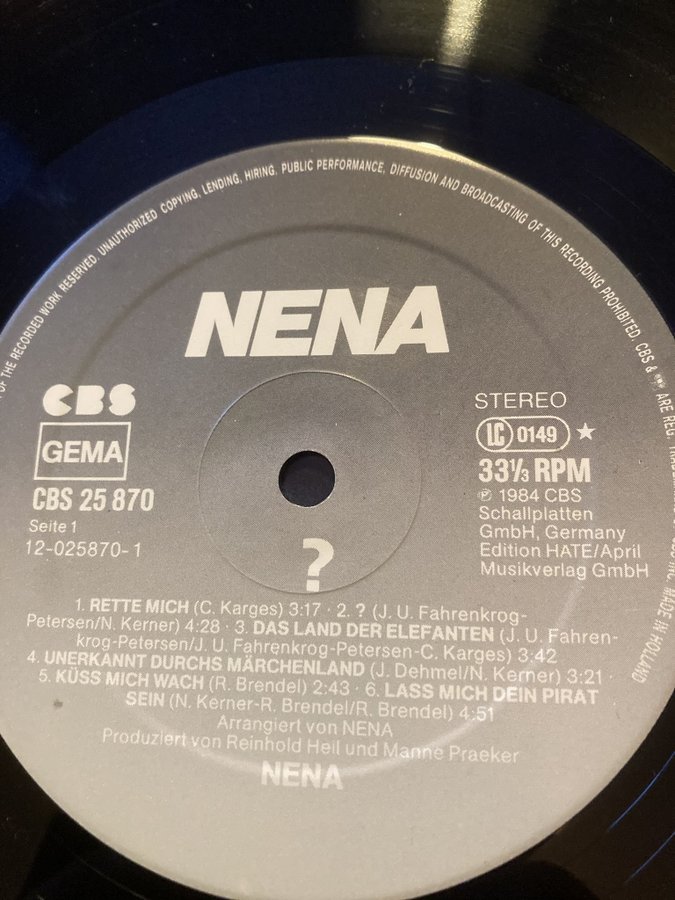 OF THE RECORDED WORK RESERVED. UNAUTHORIZED COPYING, LENDING, HIRING, PUBLIC PERFORMANCE, DIFFUSION AND BROADCASTING OF THIS RECORDING PROHIBITED. CBS & ARE REG. MADE IN HOLLAND
NENA
CBS
GEMA
CBS 25 870
Seite 1
12-025870-1
STEREO
LC 0149 ★
33⅓ RPM
℗ 1984 CBS
Schallplatten
GmbH, Germany
Edition HATE/April
Musikverlag GmbH
?
1. RETTE MICH (C. Karges) 3:17 · 2. ? (J. U. Fahrenkrog-
Petersen/N. Kerner) 4:28 · 3. DAS LAND DER ELEFANTEN (J. U. Fahren-
krog-Petersen/J. U. Fahrenkrog-Petersen-C. Karges) 3:42
4. UNERKANNT DURCHS MÄRCHENLAND (J. Dehmel/N. Kerner) 3:21 ·
5. KÜSS MICH WACH (R. Brendel) 2:43 · 6. LASS MICH DEIN PIRAT
SEIN (N. Kerner-R. Brendel/R. Brendel) 4:51
Arrangiert von NENA
Produziert von Reinhold Heil und Manne Praeker
NENA